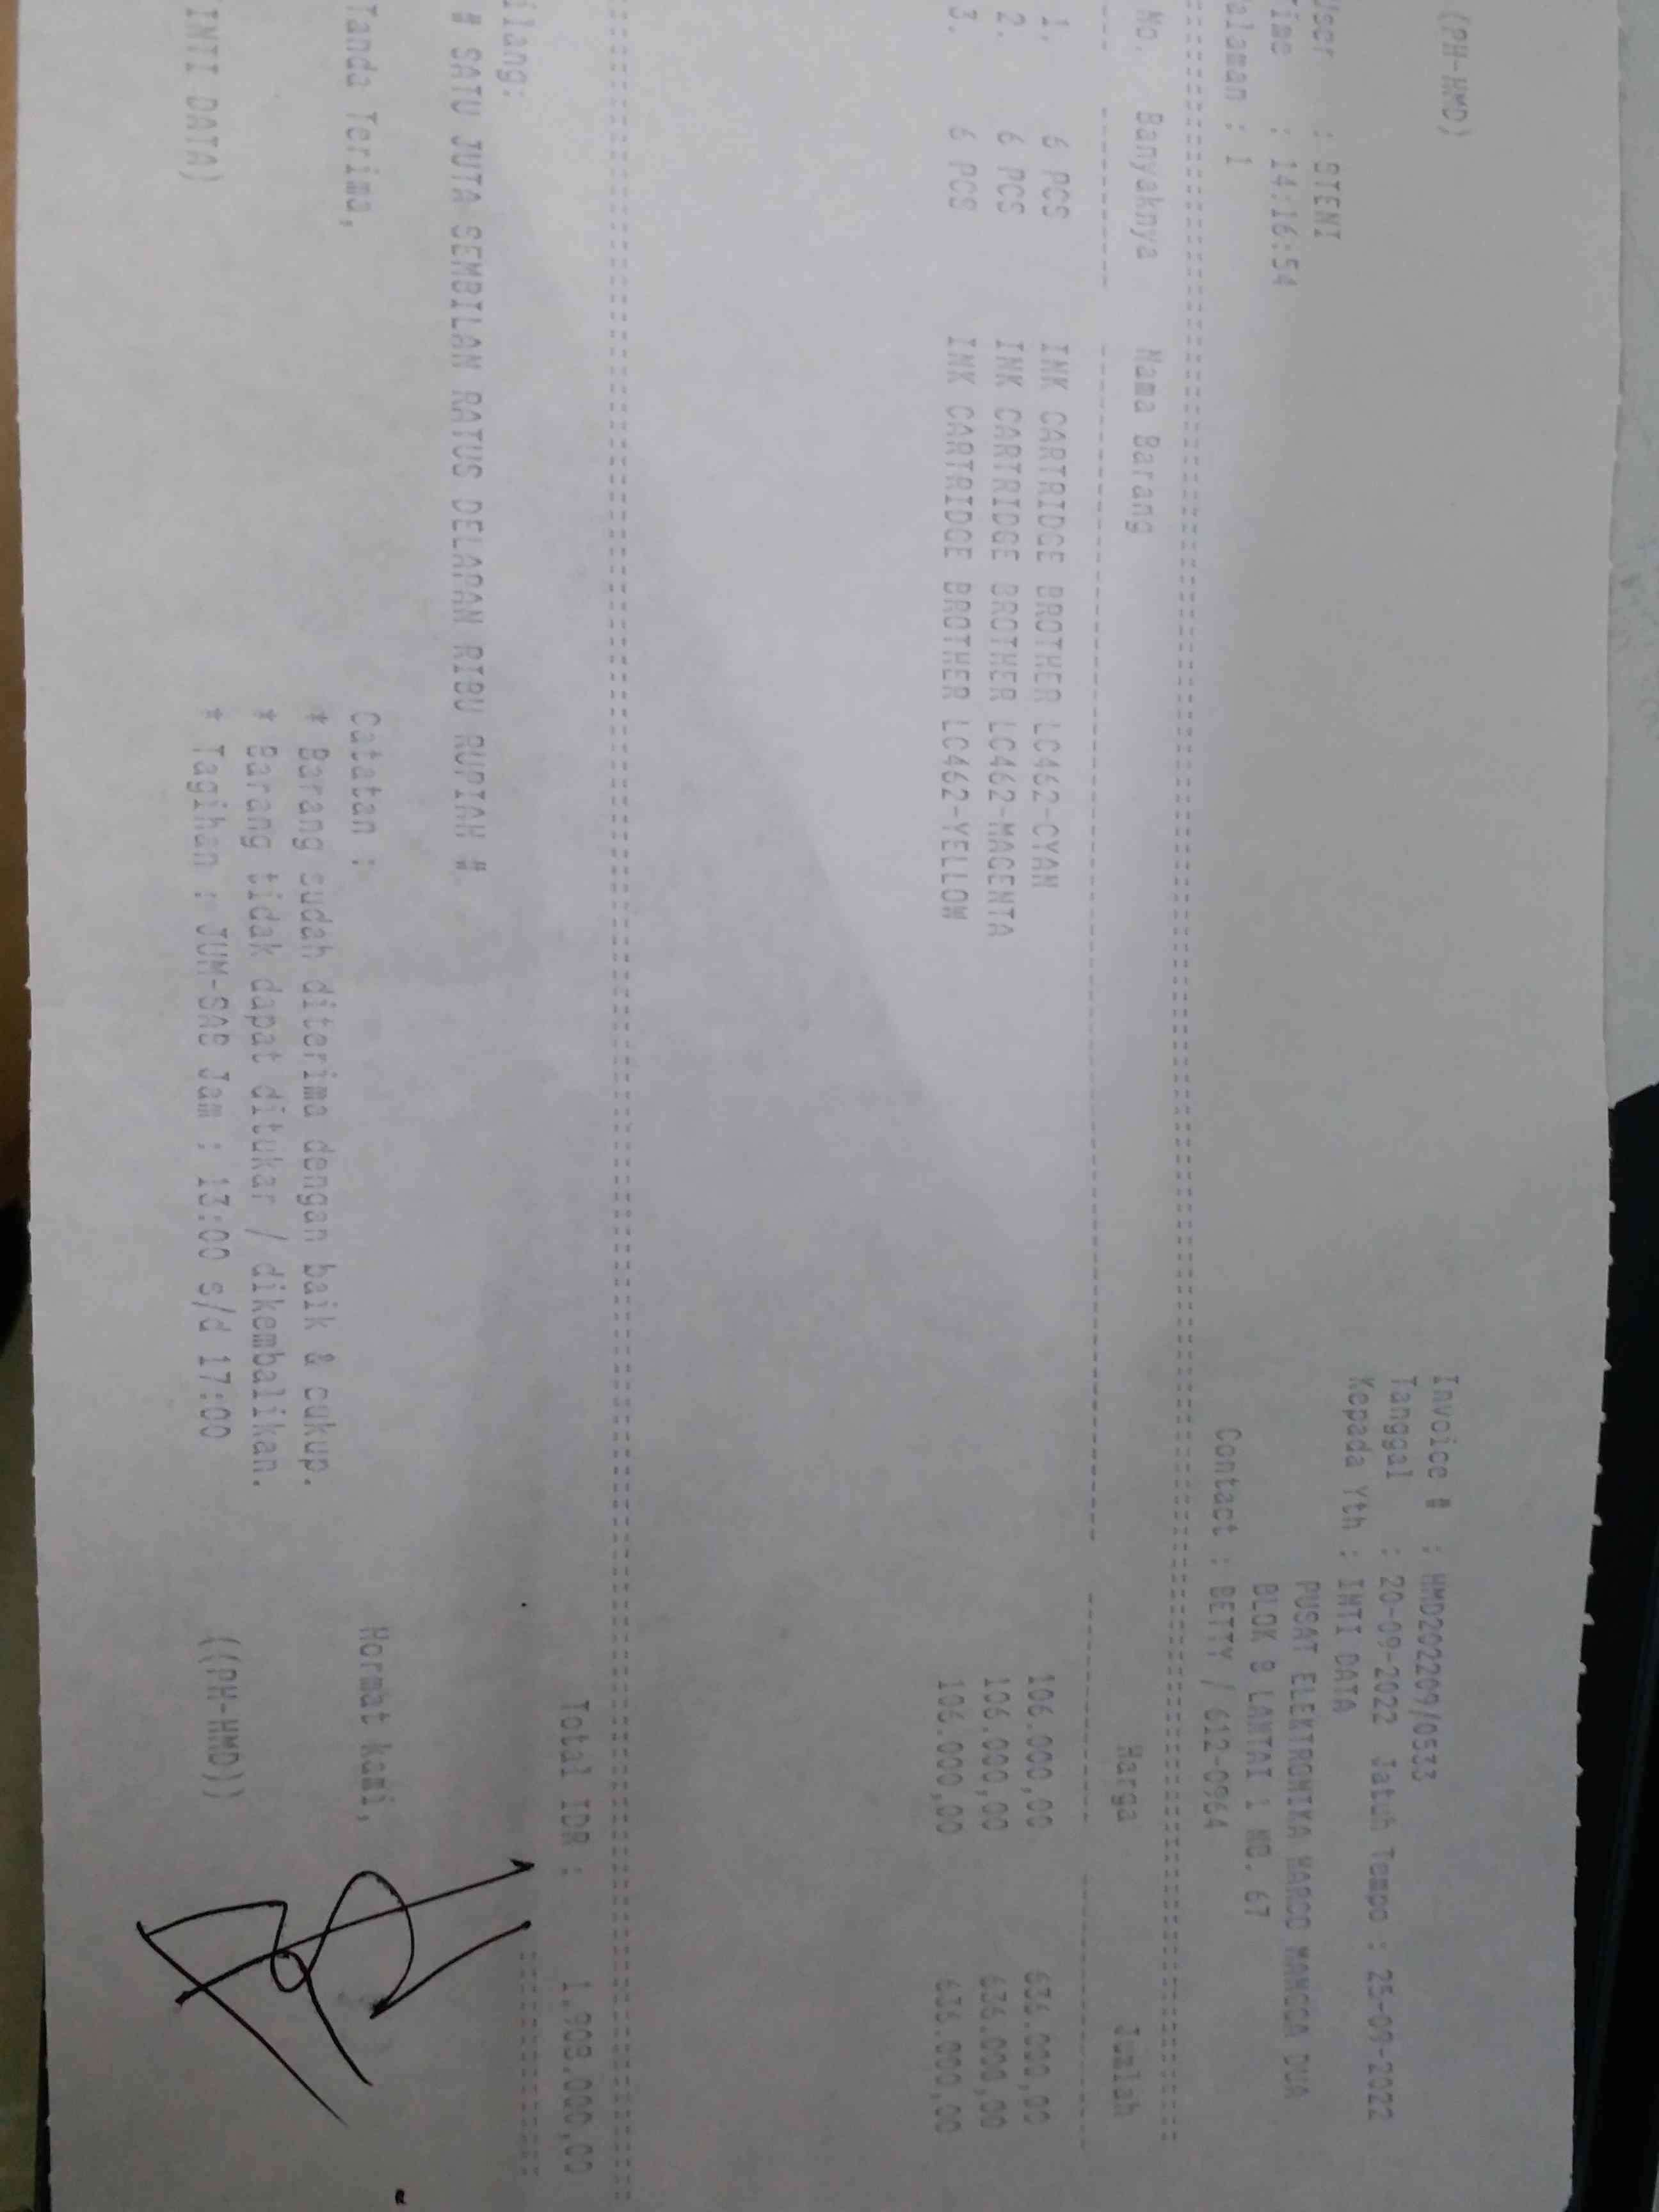 (PH-HMD)
Invoice # : HMD202209/0533
Tanggal : 20-09-2022 Jatuh Tempo : 25-09-2022
User : STENI Kepada Yth : INTI DATA
Time : 14:16:54 PUSAT ELEKTRONIKA HARCO MANGGA DUA
alaman : 1 BLOK B LANTAI 1 NO. 67
Contact : BETTY / 612-0964
No. Banyaknya Nama Barang Harga Jumlah
1. 6 PCS INK CARTRIDGE BROTHER LC462-CYAN 106.000,00 636.000,00
2. 6 PCS INK CARTRIDGE BROTHER LC462-MAGENTA 106.000,00 636.000,00
3. 6 PCS INK CARTRIDGE BROTHER LC462-YELLOW 106.000,00 636.000,00
Total IDR : 1.908.000,00
ilang:
# SATU JUTA SEMBILAN RATUS DELAPAN RIBU RUPIAH #
Tanda Terima, Catatan : Hormat kami,
* Barang sudah diterima dengan baik & cukup.
* Barang tidak dapat ditukar / dikembalikan.
INTI DATA) * Tagihan : JUM-SAB Jam : 13:00 s/d 17:00 ((PH-HMD))